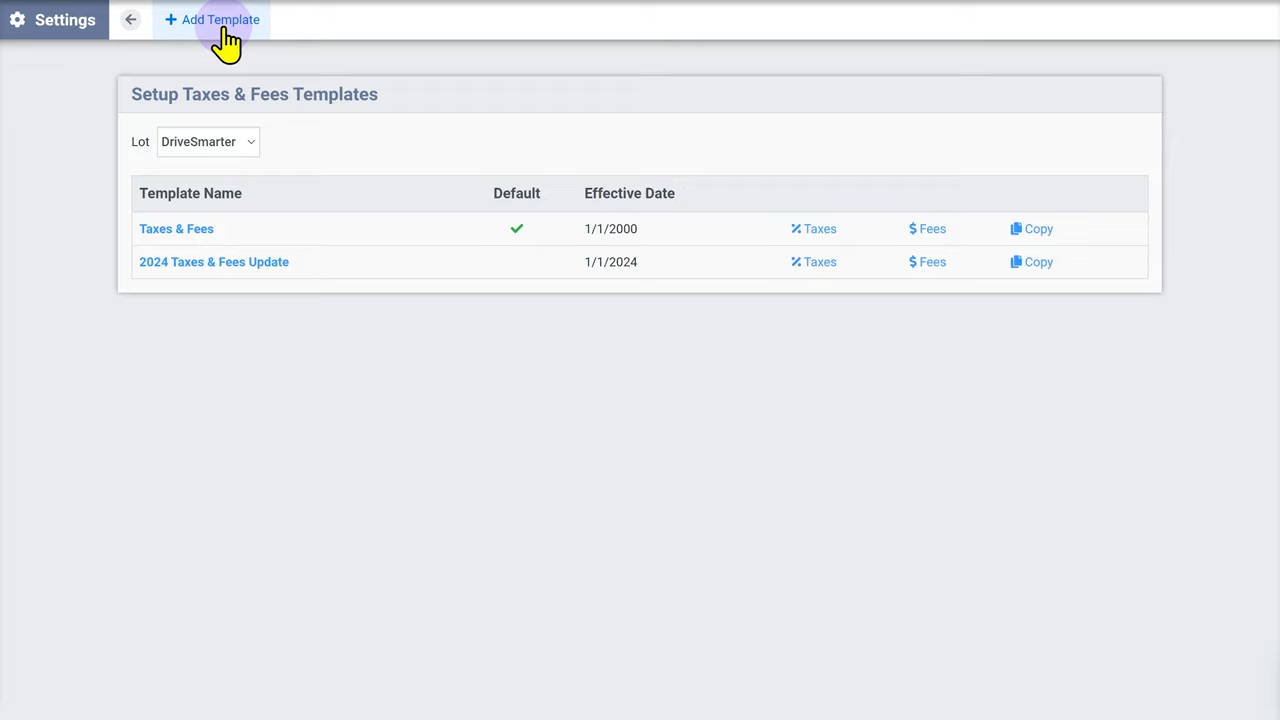 Settings
Add Template
Setup Taxes & Fees Templates
Lot DriveSmarter
Template Name Default Effective Date
Taxes & Fees 1/1/2000 Taxes Fees Copy
2024 Taxes & Fees Update 1/1/2024 Taxes Fees Copy